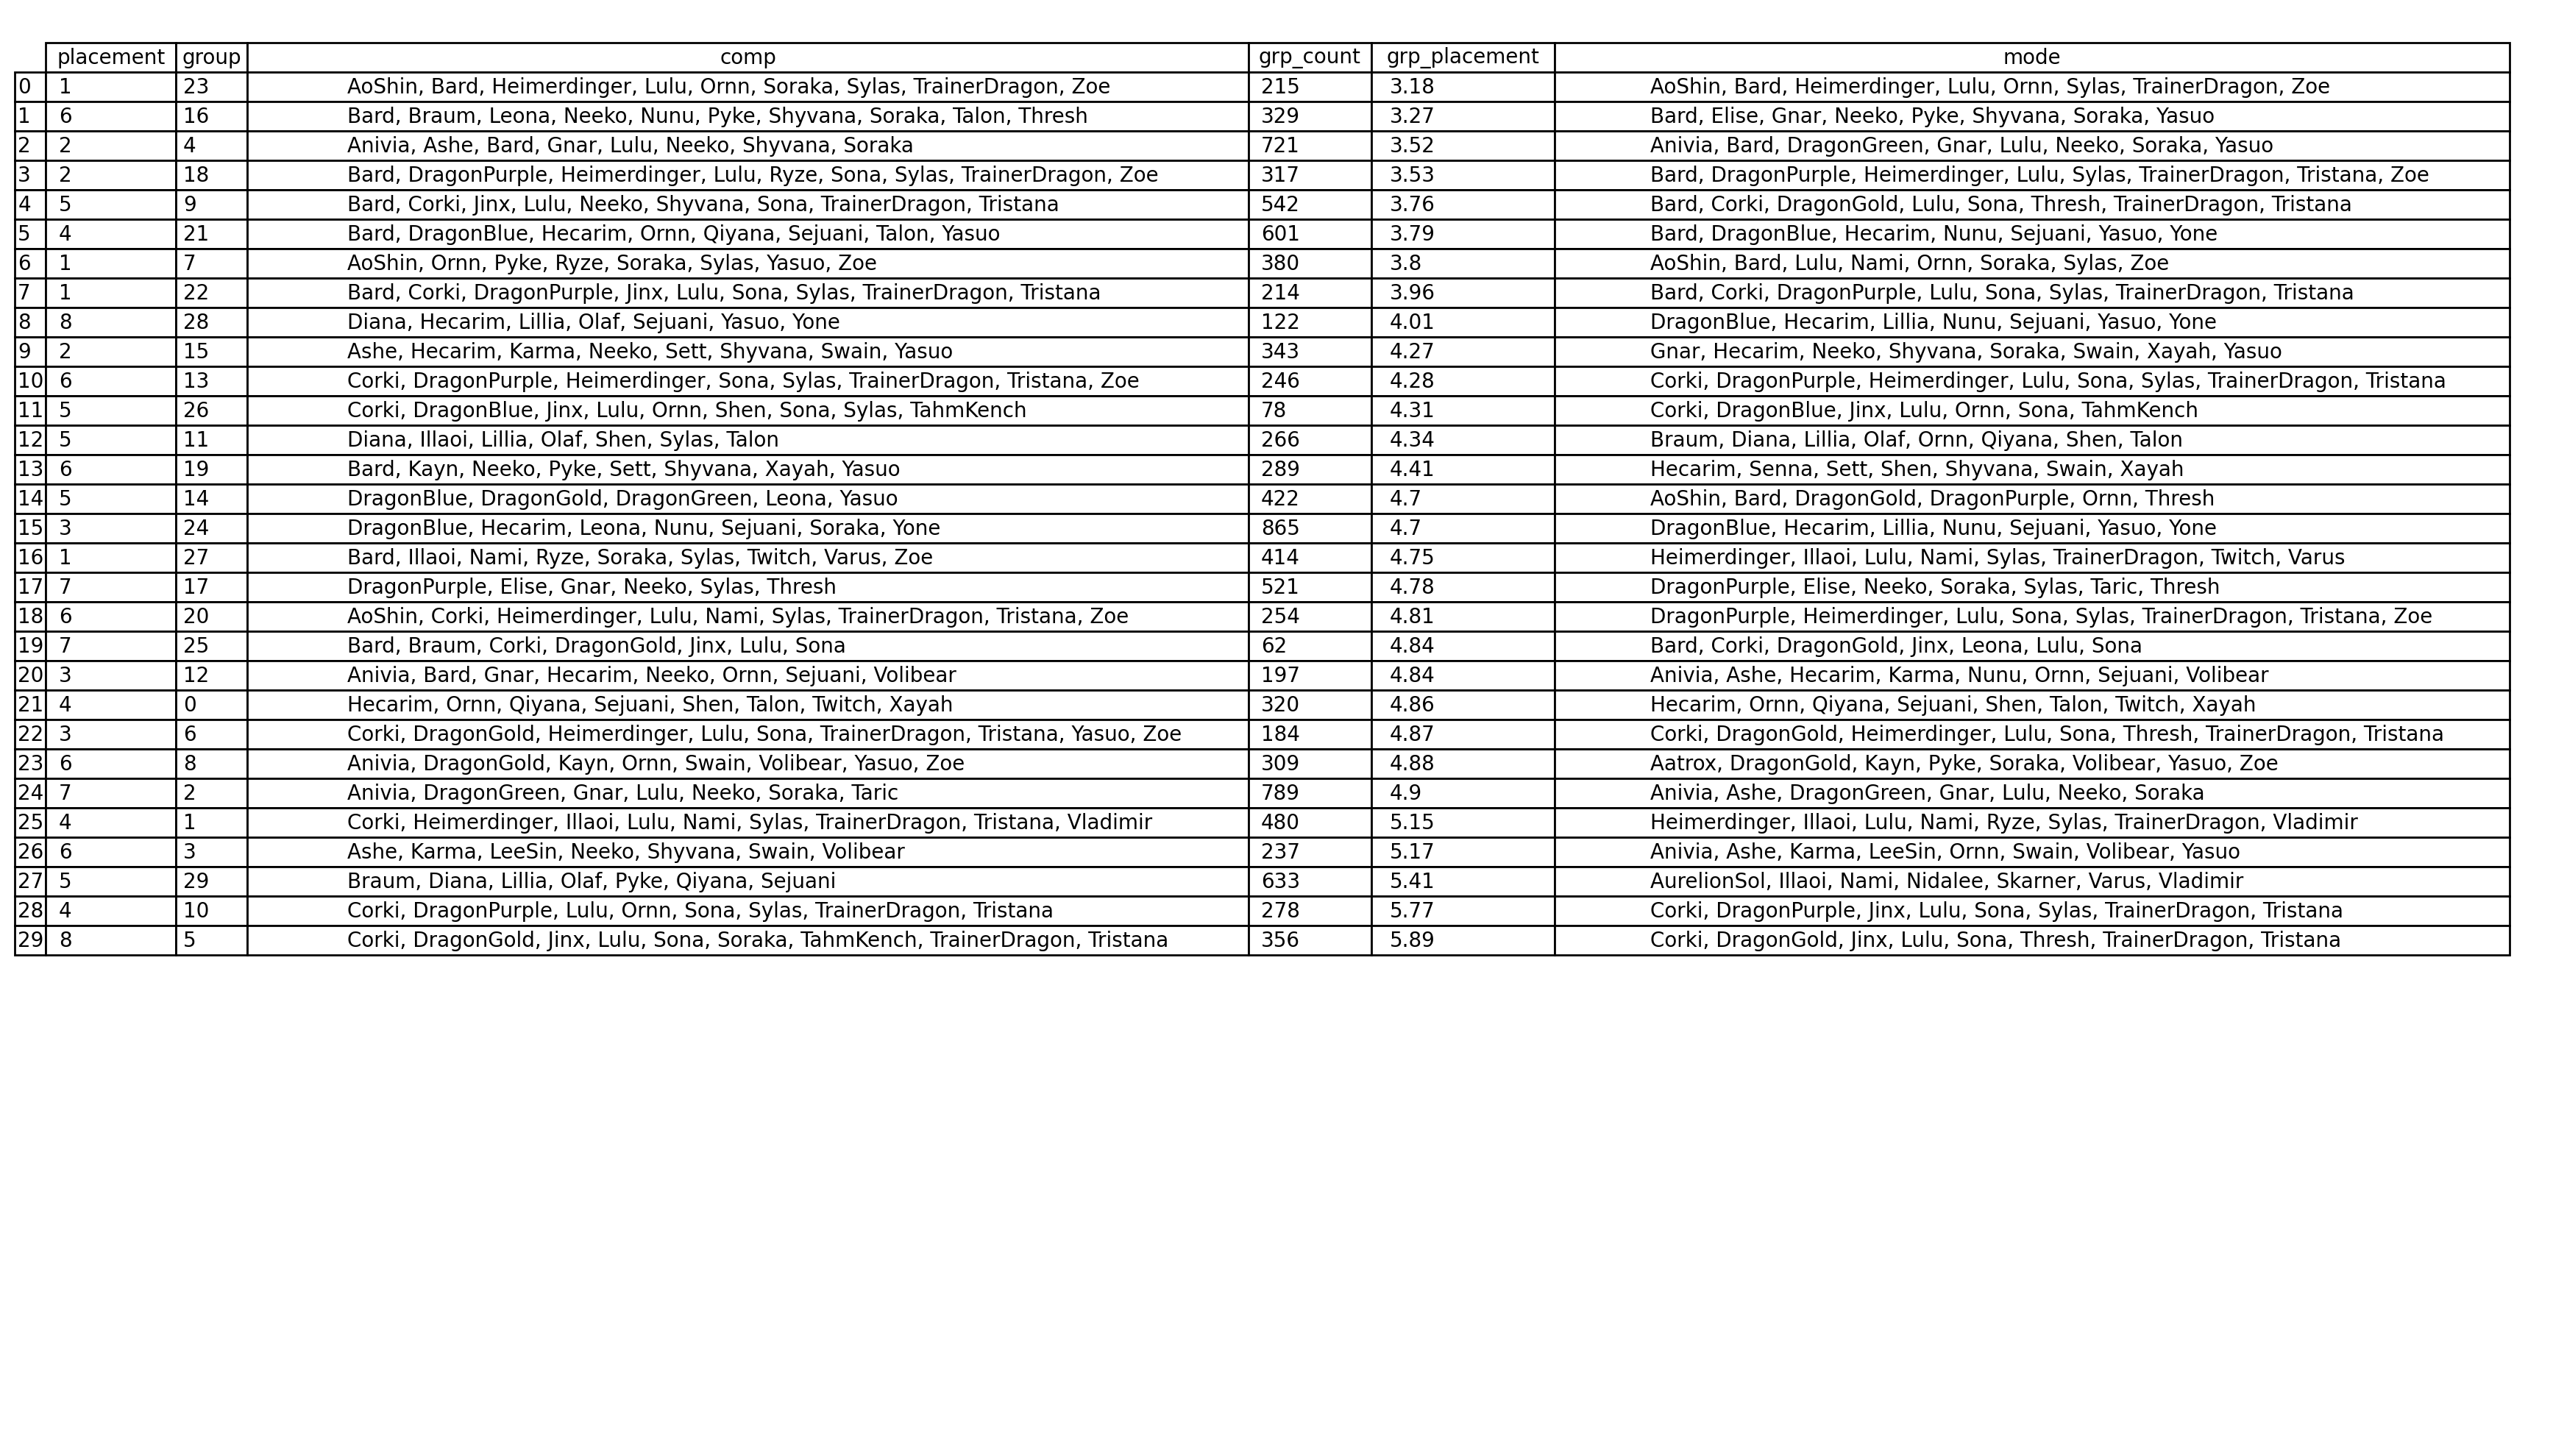 placement group comp grp_count grp_placement mode
0 1 23 AoShin, Bard, Heimerdinger, Lulu, Ornn, Soraka, Sylas, TrainerDragon, Zoe 215 3.18 AoShin, Bard, Heimerdinger, Lulu, Ornn, Sylas, TrainerDragon, Zoe
1 6 16 Bard, Braum, Leona, Neeko, Nunu, Pyke, Shyvana, Soraka, Talon, Thresh 329 3.27 Bard, Elise, Gnar, Neeko, Pyke, Shyvana, Soraka, Yasuo
2 2 4 Anivia, Ashe, Bard, Gnar, Lulu, Neeko, Shyvana, Soraka 721 3.52 Anivia, Bard, DragonGreen, Gnar, Lulu, Neeko, Soraka, Yasuo
3 2 18 Bard, DragonPurple, Heimerdinger, Lulu, Ryze, Sona, Sylas, TrainerDragon, Zoe 317 3.53 Bard, DragonPurple, Heimerdinger, Lulu, Sylas, TrainerDragon, Tristana, Zoe
4 5 9 Bard, Corki, Jinx, Lulu, Neeko, Shyvana, Sona, TrainerDragon, Tristana 542 3.76 Bard, Corki, DragonGold, Lulu, Sona, Thresh, TrainerDragon, Tristana
5 4 21 Bard, DragonBlue, Hecarim, Ornn, Qiyana, Sejuani, Talon, Yasuo 601 3.79 Bard, DragonBlue, Hecarim, Nunu, Sejuani, Yasuo, Yone
6 1 7 AoShin, Ornn, Pyke, Ryze, Soraka, Sylas, Yasuo, Zoe 380 3.8 AoShin, Bard, Lulu, Nami, Ornn, Soraka, Sylas, Zoe
7 1 22 Bard, Corki, DragonPurple, Jinx, Lulu, Sona, Sylas, TrainerDragon, Tristana 214 3.96 Bard, Corki, DragonPurple, Lulu, Sona, Sylas, TrainerDragon, Tristana
8 8 28 Diana, Hecarim, Lillia, Olaf, Sejuani, Yasuo, Yone 122 4.01 DragonBlue, Hecarim, Lillia, Nunu, Sejuani, Yasuo, Yone
9 2 15 Ashe, Hecarim, Karma, Neeko, Sett, Shyvana, Swain, Yasuo 343 4.27 Gnar, Hecarim, Neeko, Shyvana, Soraka, Swain, Xayah, Yasuo
10 6 13 Corki, DragonPurple, Heimerdinger, Sona, Sylas, TrainerDragon, Tristana, Zoe 246 4.28 Corki, DragonPurple, Heimerdinger, Lulu, Sona, Sylas, TrainerDragon, Tristana
11 5 26 Corki, DragonBlue, Jinx, Lulu, Ornn, Shen, Sona, Sylas, TahmKench 78 4.31 Corki, DragonBlue, Jinx, Lulu, Ornn, Sona, TahmKench
12 5 11 Diana, Illaoi, Lillia, Olaf, Shen, Sylas, Talon 266 4.34 Braum, Diana, Lillia, Olaf, Ornn, Qiyana, Shen, Talon
13 6 19 Bard, Kayn, Neeko, Pyke, Sett, Shyvana, Xayah, Yasuo 289 4.41 Hecarim, Senna, Sett, Shen, Shyvana, Swain, Xayah
14 5 14 DragonBlue, DragonGold, DragonGreen, Leona, Yasuo 422 4.7 AoShin, Bard, DragonGold, DragonPurple, Ornn, Thresh
15 3 24 DragonBlue, Hecarim, Leona, Nunu, Sejuani, Soraka, Yone 865 4.7 DragonBlue, Hecarim, Lillia, Nunu, Sejuani, Yasuo, Yone
16 1 27 Bard, Illaoi, Nami, Ryze, Soraka, Sylas, Twitch, Varus, Zoe 414 4.75 Heimerdinger, Illaoi, Lulu, Nami, Sylas, TrainerDragon, Twitch, Varus
17 7 17 DragonPurple, Elise, Gnar, Neeko, Sylas, Thresh 521 4.78 DragonPurple, Elise, Neeko, Soraka, Sylas, Taric, Thresh
18 6 20 AoShin, Corki, Heimerdinger, Lulu, Nami, Sylas, TrainerDragon, Tristana, Zoe 254 4.81 DragonPurple, Heimerdinger, Lulu, Sona, Sylas, TrainerDragon, Tristana, Zoe
19 7 25 Bard, Braum, Corki, DragonGold, Jinx, Lulu, Sona 62 4.84 Bard, Corki, DragonGold, Jinx, Leona, Lulu, Sona
20 3 12 Anivia, Bard, Gnar, Hecarim, Neeko, Ornn, Sejuani, Volibear 197 4.84 Anivia, Ashe, Hecarim, Karma, Nunu, Ornn, Sejuani, Volibear
21 4 0 Hecarim, Ornn, Qiyana, Sejuani, Shen, Talon, Twitch, Xayah 320 4.86 Hecarim, Ornn, Qiyana, Sejuani, Shen, Talon, Twitch, Xayah
22 3 6 Corki, DragonGold, Heimerdinger, Lulu, Sona, TrainerDragon, Tristana, Yasuo, Zoe 184 4.87 Corki, DragonGold, Heimerdinger, Lulu, Sona, Thresh, TrainerDragon, Tristana
23 6 8 Anivia, DragonGold, Kayn, Ornn, Swain, Volibear, Yasuo, Zoe 309 4.88 Aatrox, DragonGold, Kayn, Pyke, Soraka, Volibear, Yasuo, Zoe
24 7 2 Anivia, DragonGreen, Gnar, Lulu, Neeko, Soraka, Taric 789 4.9 Anivia, Ashe, DragonGreen, Gnar, Lulu, Neeko, Soraka
25 4 1 Corki, Heimerdinger, Illaoi, Lulu, Nami, Sylas, TrainerDragon, Tristana, Vladimir 480 5.15 Heimerdinger, Illaoi, Lulu, Nami, Ryze, Sylas, TrainerDragon, Vladimir
26 6 3 Ashe, Karma, LeeSin, Neeko, Shyvana, Swain, Volibear 237 5.17 Anivia, Ashe, Karma, LeeSin, Ornn, Swain, Volibear, Yasuo
27 5 29 Braum, Diana, Lillia, Olaf, Pyke, Qiyana, Sejuani 633 5.41 AurelionSol, Illaoi, Nami, Nidalee, Skarner, Varus, Vladimir
28 4 10 Corki, DragonPurple, Lulu, Ornn, Sona, Sylas, TrainerDragon, Tristana 278 5.77 Corki, DragonPurple, Jinx, Lulu, Sona, Sylas, TrainerDragon, Tristana
29 8 5 Corki, DragonGold, Jinx, Lulu, Sona, Soraka, TahmKench, TrainerDragon, Tristana 356 5.89 Corki, DragonGold, Jinx, Lulu, Sona, Thresh, TrainerDragon, Tristana